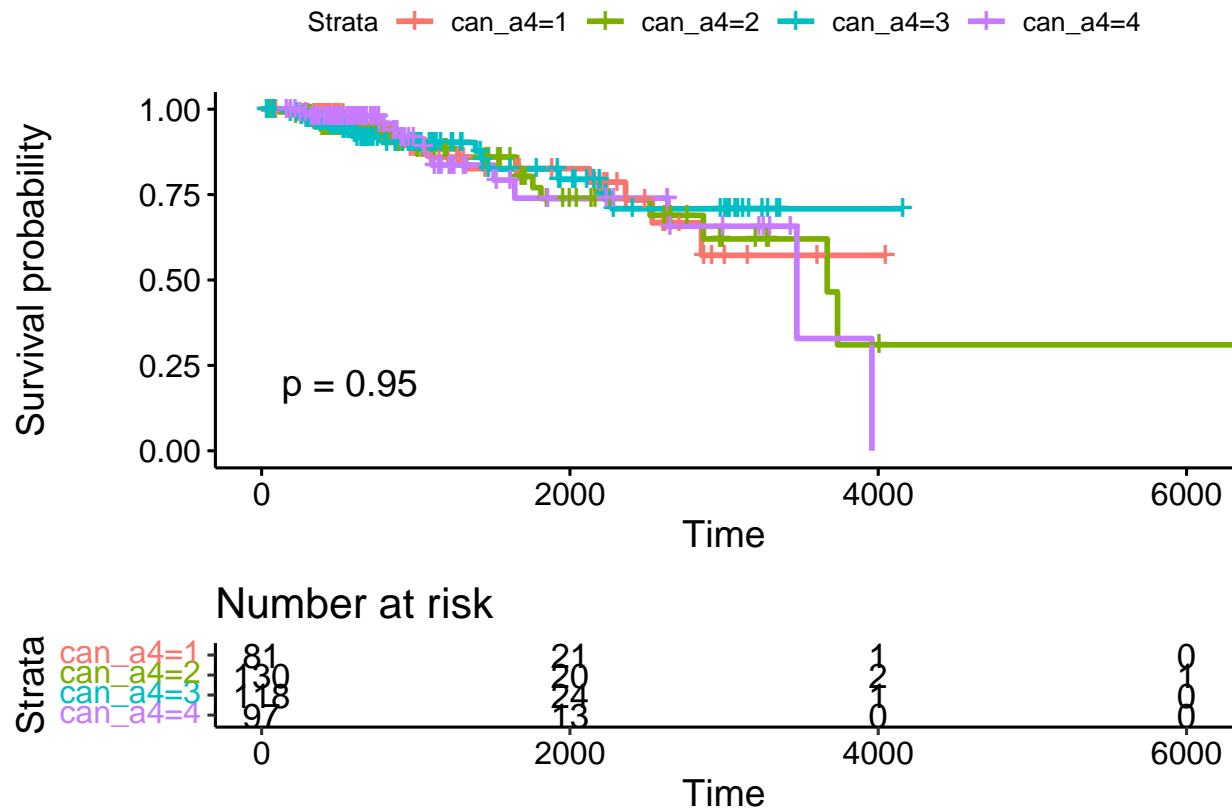 Strata can_a4=1 can_a4=2 can_a4=3 can_a4=4
Survival probability
1.00
0.75
0.50
0.25
0.00
p = 0.95
0 2000 4000 6000
Time
Number at risk
Strata
can_a4=1 81 21 1 0
can_a4=2 130 20 2 1
can_a4=3 118 24 1 0
can_a4=4 97 13 0 0
0 2000 4000 6000
Time